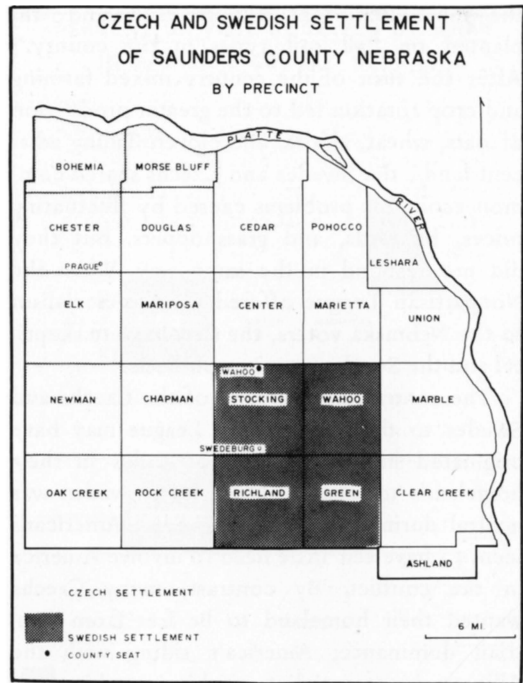 CZECH AND SWEDISH SETTLEMENT
OF SAUNDERS COUNTY NEBRASKA
BY PRECINCT
PLATTE
RIVER
BOHEMIA MORSE BLUFF
CHESTER DOUGLAS CEDAR POHOCCO
LESHARA
PRAGUE
ELK MARIPOSA CENTER MARIETTA UNION
WAHOO
NEWMAN CHAPMAN STOCKING WAHOO MARBLE
SWEDEBURG
OAK CREEK ROCK CREEK RICHLAND GREEN CLEAR CREEK
ASHLAND
CZECH SETTLEMENT
SWEDISH SETTLEMENT
COUNTY SEAT
6 MI.